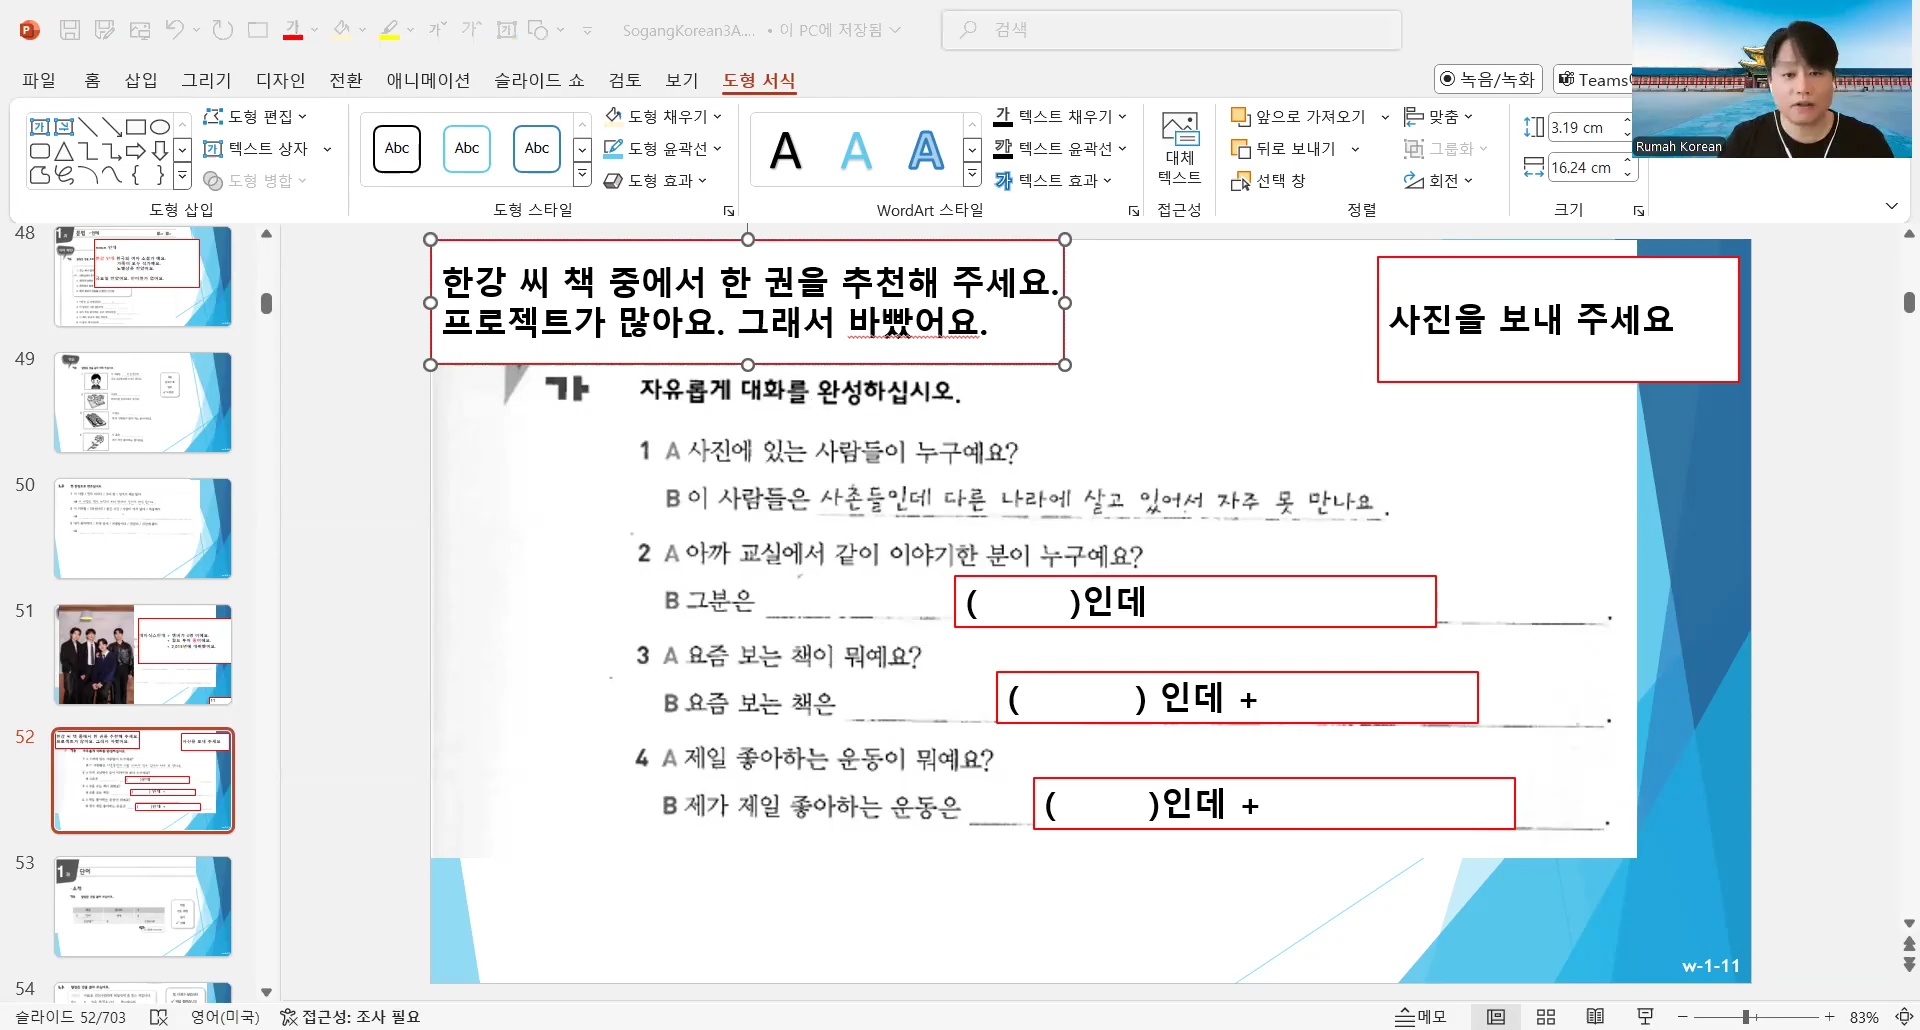 SogangKorean3A.... • 이 PC에 저장됨
검색
파일 홈 삽입 그리기 디자인 전환 애니메이션 슬라이드 쇼 검토 보기 도형 서식
녹음/녹화 Teams
Rumah Korean
도형 편집
텍스트 상자
도형 병합
도형 삽입
Abc Abc Abc
도형 채우기
도형 윤곽선
도형 효과
도형 스타일
A A A
텍스트 채우기
텍스트 윤곽선
텍스트 효과
WordArt 스타일
대체
텍스트
접근성
앞으로 가져오기
뒤로 보내기
선택 창
맞춤
그룹화
회전
정렬
3.19 cm
16.24 cm
크기
48
49
50
51
52
53
54
한강 씨 책 중에서 한 권을 추천해 주세요.
프로젝트가 많아요. 그래서 바빴어요.
사진을 보내 주세요
가 자유롭게 대화를 완성하십시오.
1 A 사진에 있는 사람들이 누구예요?
B 이 사람들은 사촌들인데 다른 나라에 살고 있어서 자주 못 만나요.
2 A 아까 교실에서 같이 이야기한 분이 누구예요?
B 그분은 ( )인데 .
3 A 요즘 보는 책이 뭐예요?
B 요즘 보는 책은 ( ) 인데 + .
4 A 제일 좋아하는 운동이 뭐예요?
B 제가 제일 좋아하는 운동은 ( )인데 + .
w-1-11
슬라이드 52/703 영어(미국) 접근성: 조사 필요
메모 83%